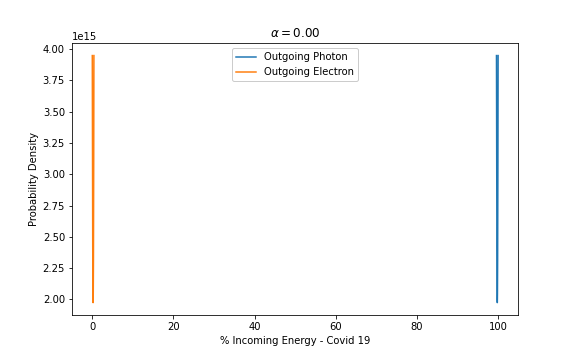 α = 0.00
1e15
4.00
3.75
3.50
3.25
3.00
2.75
2.50
2.25
2.00
Probability Density
Outgoing Photon
Outgoing Electron
0 20 40 60 80 100
% Incoming Energy - Covid 19